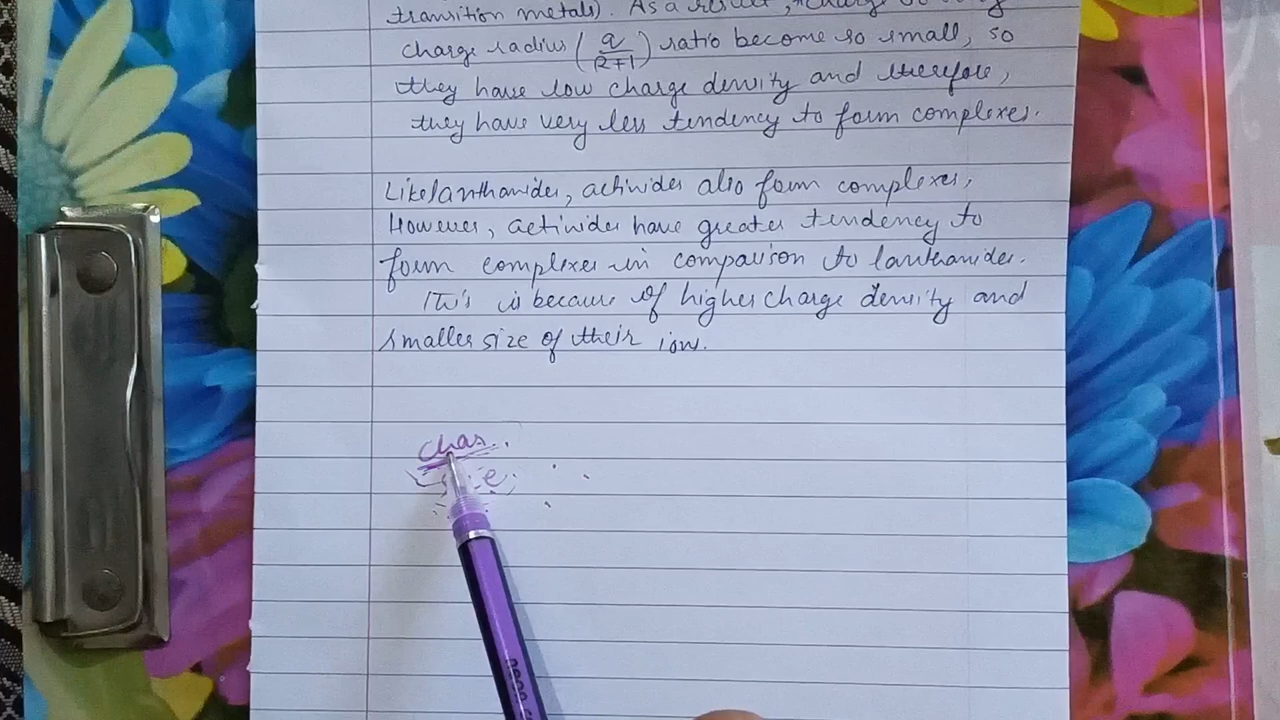 transition metals). As a result,
charge radius (q/R+1) ratio become so small, so
they have low charge density and therefore,
they have very less tendency to form complexes.
Like lanthanides, actinides also form complexes,
However, actinides have greater tendency to
form complexes in comparison to lanthanides.
This is because of higher charge density and
smaller size of their ions.